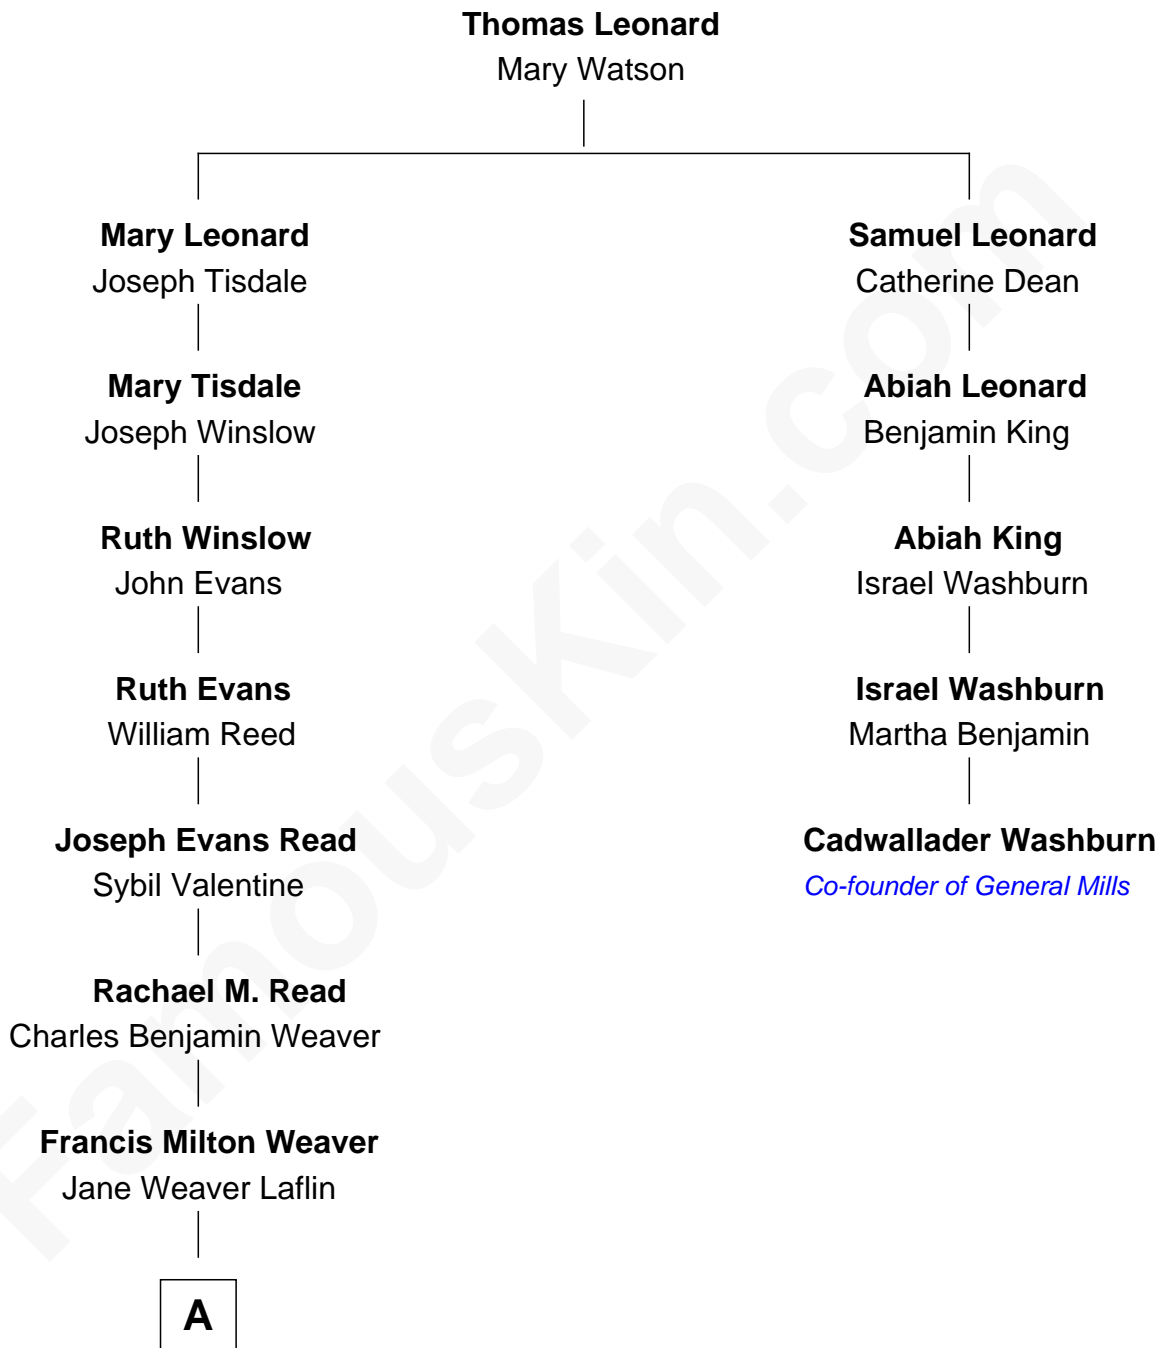 Thomas Leonard
Mary Watson
Mary Leonard
Joseph Tisdale
Samuel Leonard
Catherine Dean
Mary Tisdale
Joseph Winslow
Abiah Leonard
Benjamin King
Ruth Winslow
John Evans
Abiah King
Israel Washburn
Ruth Evans
William Reed
Israel Washburn
Martha Benjamin
Joseph Evans Read
Sybil Valentine
Cadwallader Washburn
Co-founder of General Mills
Rachael M. Read
Charles Benjamin Weaver
Francis Milton Weaver
Jane Weaver Laflin
A
FamousKin.com